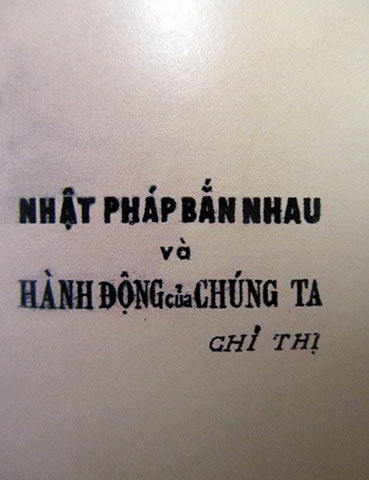 NHẬT PHÁP BẮN NHAU
và
HÀNH ĐỘNG của CHÚNG TA
CHỈ THỊ